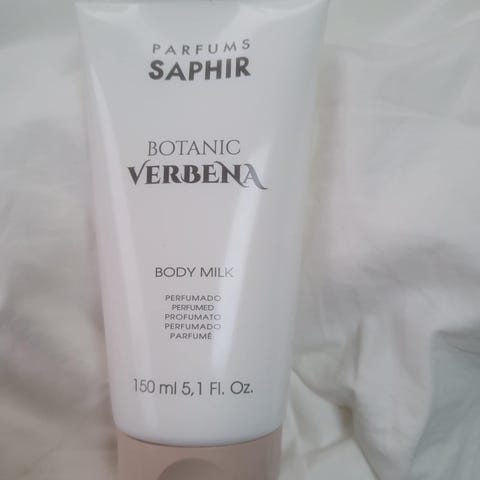 PARFUMS
SAPHIR
BOTANIC
VERBENA
BODY MILK
PERFUMADO
PERFUMED
PROFUMATO
PERFUMADO
PARFUMÉ
150 ml 5,1 Fl. Oz.